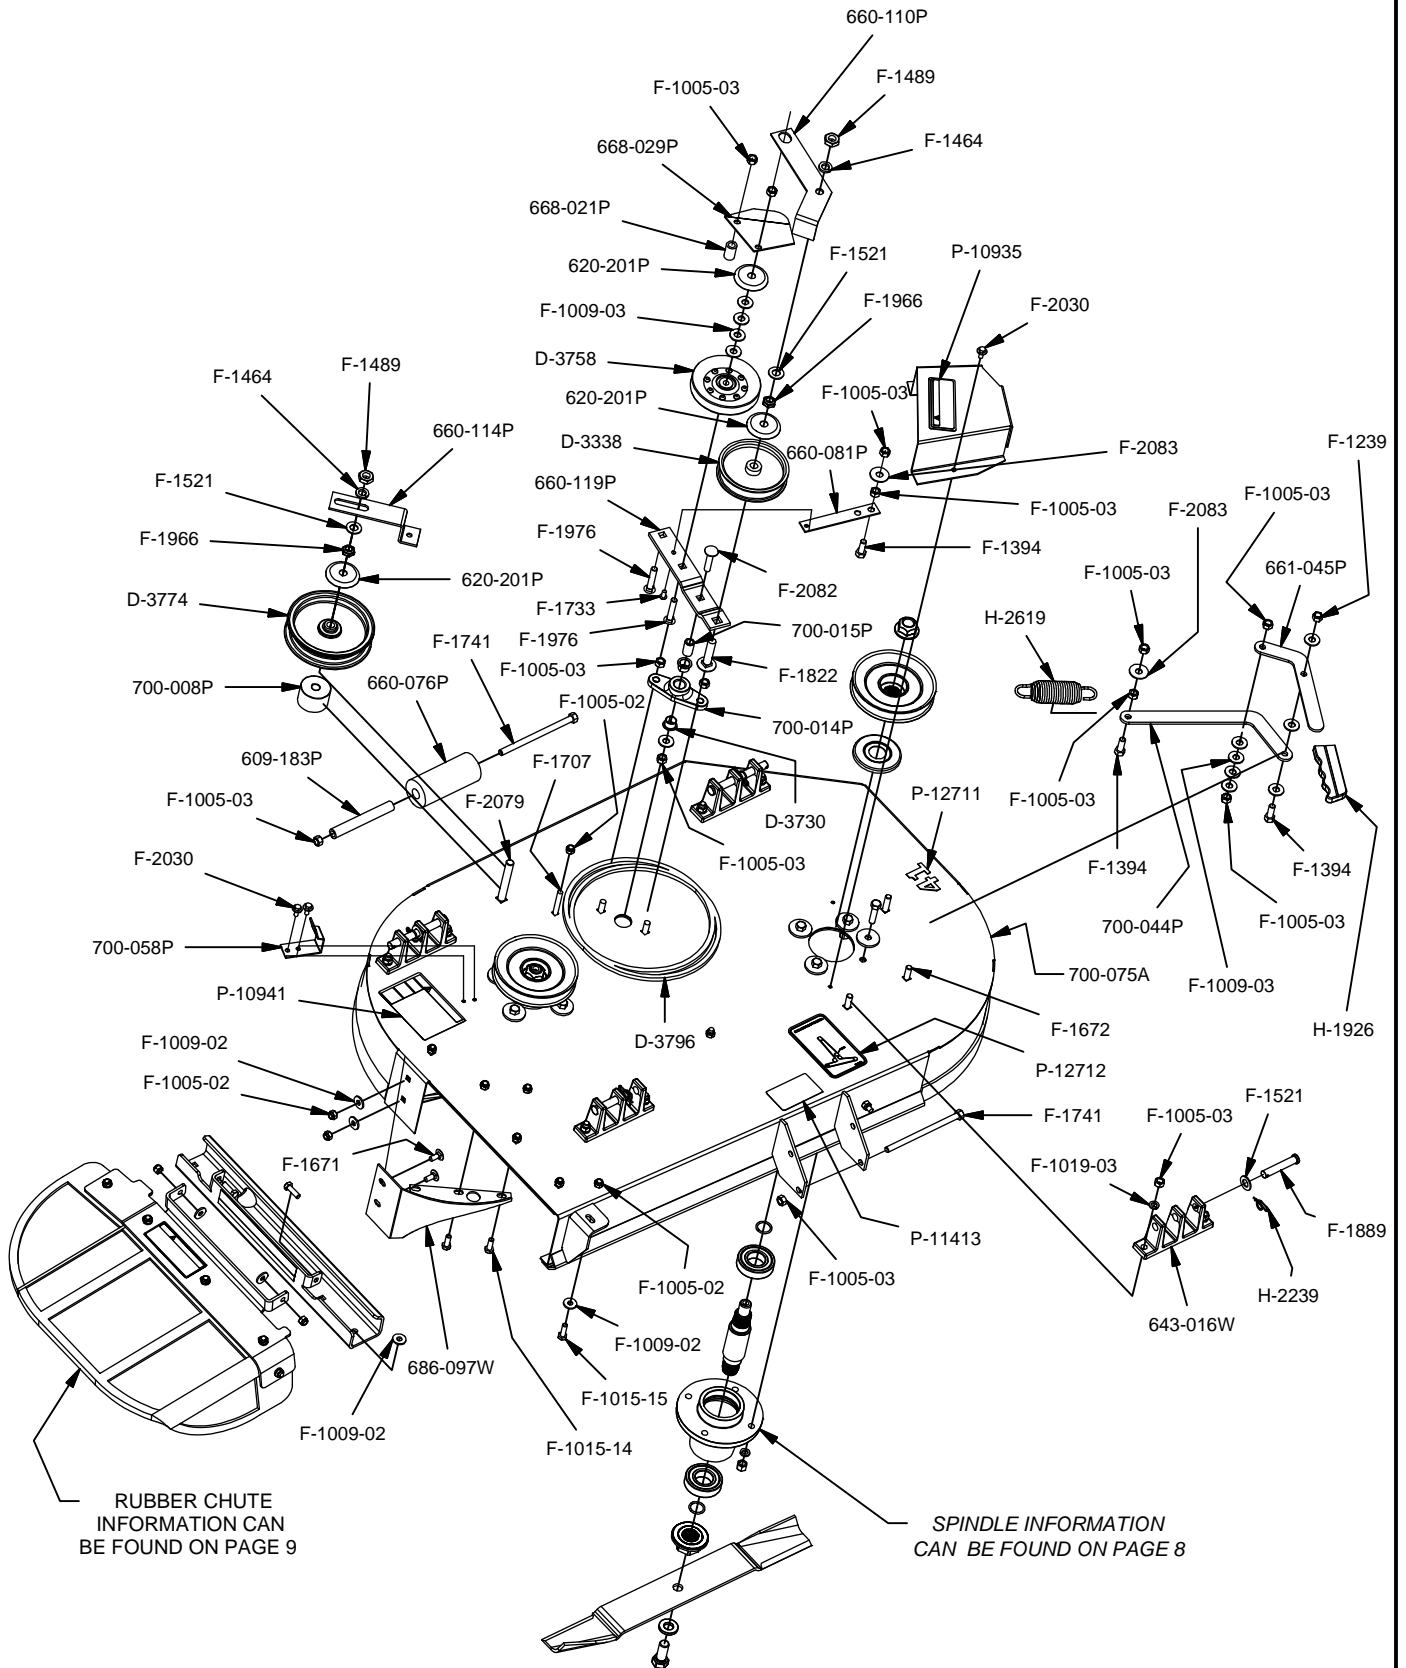 660-110P
F-1489
F-1005-03
F-1464
668-029P
668-021P
F-1521
P-10935
620-201P
F-1966
F-2030
F-1009-03
D-3758
F-1489
F-1464
F-1005-03
620-201P
660-114P
D-3338
660-081P
F-2083
F-1239
F-1521
660-119P
F-1005-03
F-2083
F-1005-03
F-1966
F-1976
F-1394
F-1005-03
661-045P
620-201P
F-2082
D-3774
F-1733
H-2619
F-1741
F-1976
700-015P
F-1005-03
F-1822
700-008P
660-076P
F-1005-02
700-014P
609-183P
F-1707
F-1005-03
F-2079
P-12711
F-1005-03
D-3730
F-2030
F-1005-03
41
F-1394
F-1394
700-058P
700-044P
F-1005-03
700-075A
F-1009-03
P-10941
F-1672
H-1926
F-1009-02
D-3796
F-1005-02
P-12712
F-1521
F-1741
F-1005-03
F-1671
F-1019-03
P-11413
F-1889
F-1005-03
F-1005-02
H-2239
643-016W
F-1009-02
686-097W
F-1015-15
F-1009-02
F-1015-14
RUBBER CHUTE
INFORMATION CAN
BE FOUND ON PAGE 9
SPINDLE INFORMATION
CAN BE FOUND ON PAGE 8